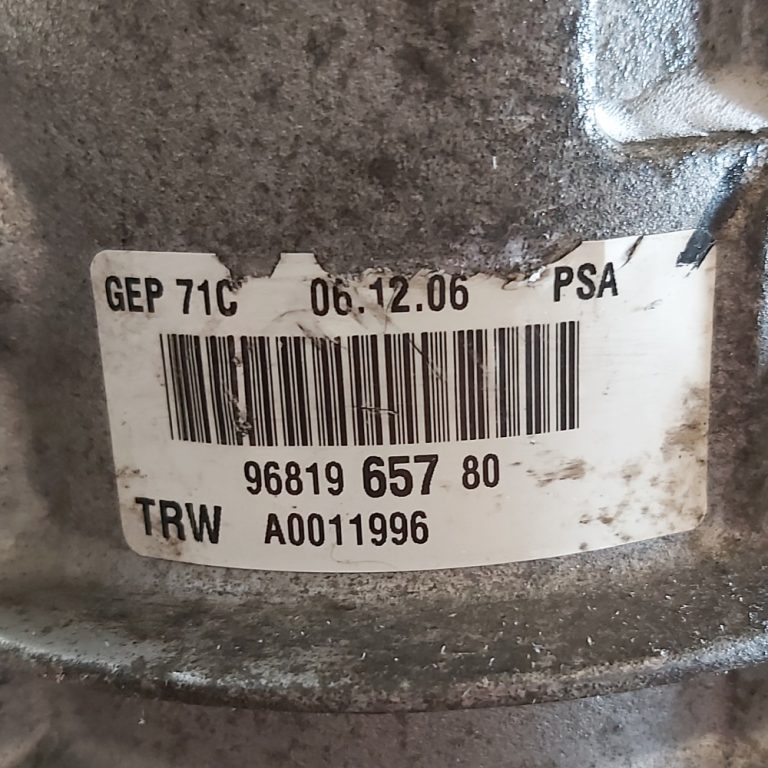 GEP 71C 06.12.06 PSA
96819 657 80
TRW A0011996